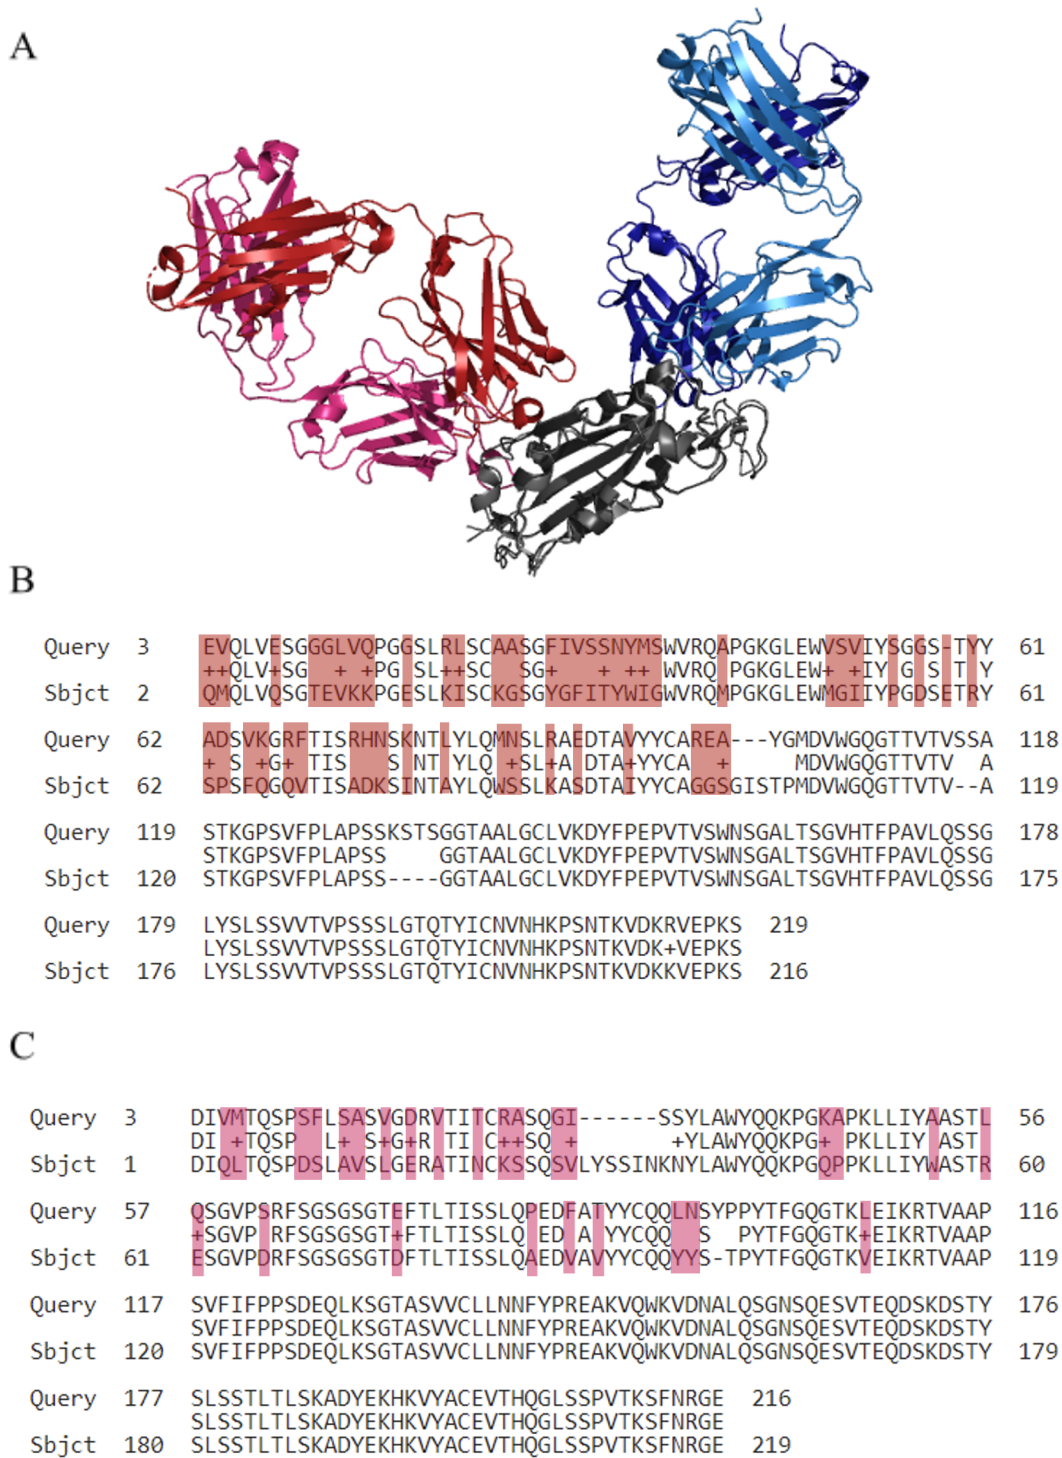 A
B
Query 3 EVQLVESGGGLVQPGGSLRLSCAASGFIVSSNYMSWVRQAPGKGLEWVSVIYSGGS-TYY 61
++QLV+SG + +PG SL++SC SG+ + ++WVRQ PGKGLEW+ +IY G S T Y
Sbjct 2 QMQLVQSGTEVKKPGESLKISCKGSGYGFITYWIGWVRQMPGKGLEWMGIIYPGDSETRY 61
Query 62 ADSVKGRFTISRHNSKNTLYLQMNSLRAEDTAVYYCAREA---YGMDVWGQGTTVTVSSA 118
+ S +G+ TIS S NT YLQ +SL+A DTA+YYCA MDVWGQGTTVTV A
Sbjct 62 SPSFQGQVTISADKSINTAYLQWSSLKASDTAIYYCAGGSGISTPMDVWGQGTTVTV--A 119
Query 119 STKGPSVFPLAPSSKSTSGGTAALGCLVKDYFPEPVTVSWNSGALTSGVHTFPAVLQSSG 178
STKGPSVFPLAPSS GGTAALGCLVKDYFPEPVTVSWNSGALTSGVHTFPAVLQSSG
Sbjct 120 STKGPSVFPLAPSS----GGTAALGCLVKDYFPEPVTVSWNSGALTSGVHTFPAVLQSSG 175
Query 179 LYSLSSVVTVPSSSLGTQTYICNVNHKPSNTKVDKRVEPKS 219
LYSLSSVVTVPSSSLGTQTYICNVNHKPSNTKVDK+VEPKS
Sbjct 176 LYSLSSVVTVPSSSLGTQTYICNVNHKPSNTKVDKKVEPKS 216
C
Query 3 DIVMTQSPSFLSASVGDRVTITCRASQGI------SSYLAWYQQKPGKAPKLLIYAASTL 56
DI +TQSP L+ S+G+R TI C++SQ + +YLAWYQQKPG+ PKLLIY AST
Sbjct 1 DIQLTQSPDSLAVSLGERATINCKSSQSVLYSSINKNYLAWYQQKPGQPPKLLIYWASTR 60
Query 57 QSGVPSRFSGSGSGTEFTLTISSLQPEDFATYYCQQLNSYPPYTFGQGTKLEIKRTVAAP 116
+SGVP RFSGSGSGT+FTLTISSLQ ED A YYCQQ S PYTFGQGTK+EIKRTVAAP
Sbjct 61 ESGVPDRFSGSGSGTDFTLTISSLQAEDVAVYYCQQYYS-TPYTFGQGTKVEIKRTVAAP 119
Query 117 SVFIFPPSDEQLKSGTASVVCLLNNFYPREAKVQWKVDNALQSGNSQESVTEQDSKDSTY 176
SVFIFPPSDEQLKSGTASVVCLLNNFYPREAKVQWKVDNALQSGNSQESVTEQDSKDSTY
Sbjct 120 SVFIFPPSDEQLKSGTASVVCLLNNFYPREAKVQWKVDNALQSGNSQESVTEQDSKDSTY 179
Query 177 SLSSTLTLSKADYEKHKVYACEVTHQGLSSPVTKSFNRGE 216
SLSSTLTLSKADYEKHKVYACEVTHQGLSSPVTKSFNRGE
Sbjct 180 SLSSTLTLSKADYEKHKVYACEVTHQGLSSPVTKSFNRGE 219